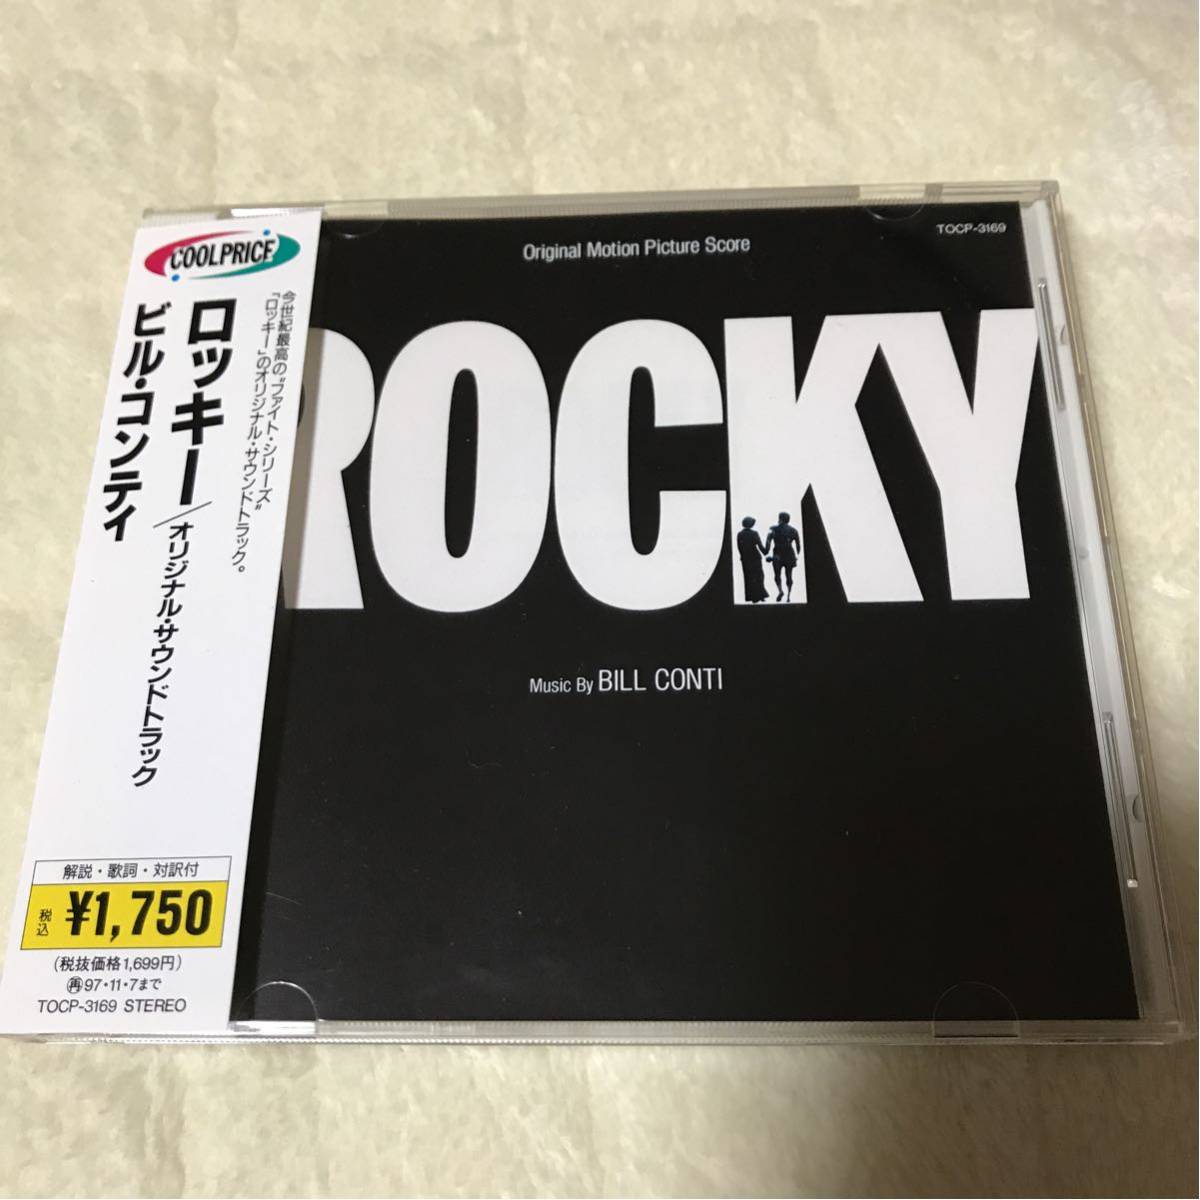 COOLPRICE
今世紀最高の"ファイト・シリーズ"
「ロッキー」のオリジナル・サウンドトラック。
ロッキー/オリジナル・サウンドトラック
ビル・コンティ
解説・歌詞・対訳付
税込 ¥1,750
(税抜価格1,699円)
再97・11・7まで
TOCP-3169 STEREO
TOCP-3169
Original Motion Picture Score
ROCKY
Music By BILL CONTI